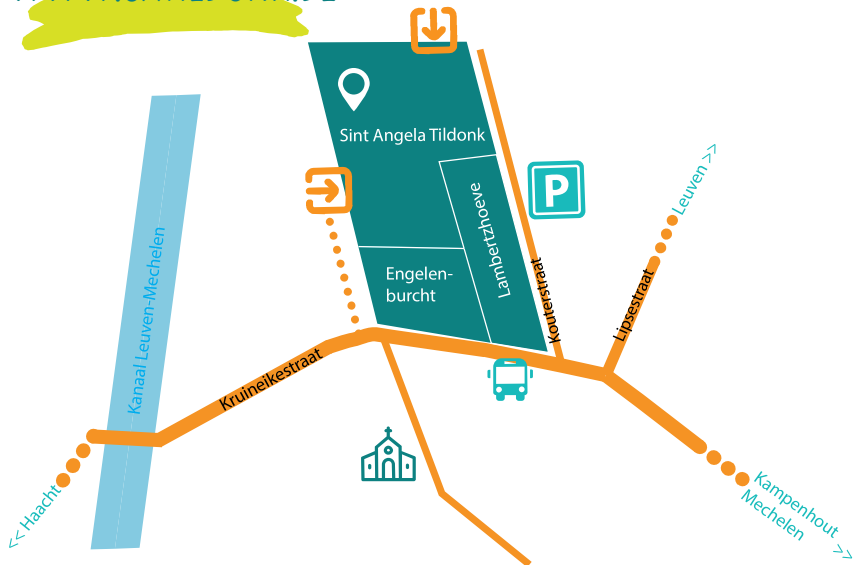 Sint Angela Tildonk
P
Leuven >>
Lambertzhoeve
Engelen-
burcht
Kanaal Leuven-Mechelen
Kouterstraat
Lipsestraat
Kruineikestraat
<< Haacht
Kampenhout
Mechelen >>